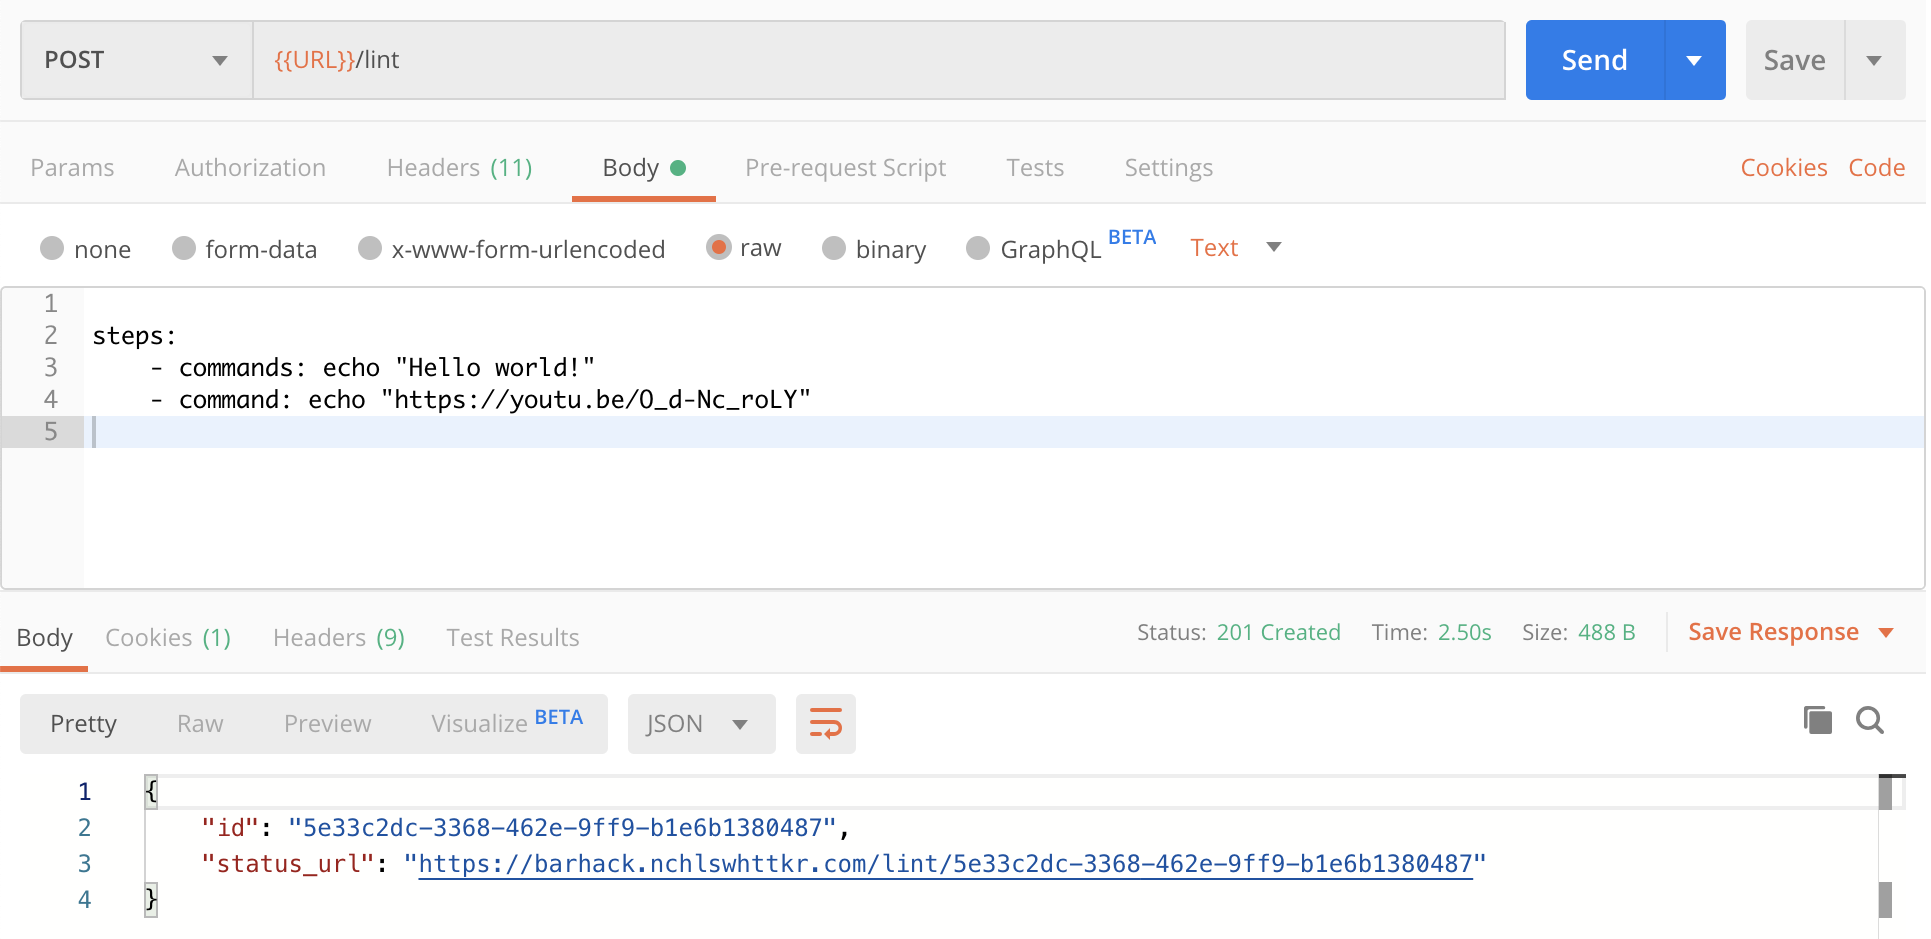 POST {{URL}}/lint Send Save
Params Authorization Headers (11) Body Pre-request Script Tests Settings Cookies Code
none form-data x-www-form-urlencoded raw binary GraphQL BETA Text
1
2 steps:
3     - commands: echo "Hello world!"
4     - command: echo "https://youtu.be/O_d-Nc_roLY"
5
Body Cookies (1) Headers (9) Test Results Status: 201 Created Time: 2.50s Size: 488 B Save Response
Pretty Raw Preview Visualize BETA JSON
1 {
2     "id": "5e33c2dc-3368-462e-9ff9-b1e6b1380487",
3     "status_url": "https://barhack.nchlswhttkr.com/lint/5e33c2dc-3368-462e-9ff9-b1e6b1380487"
4 }